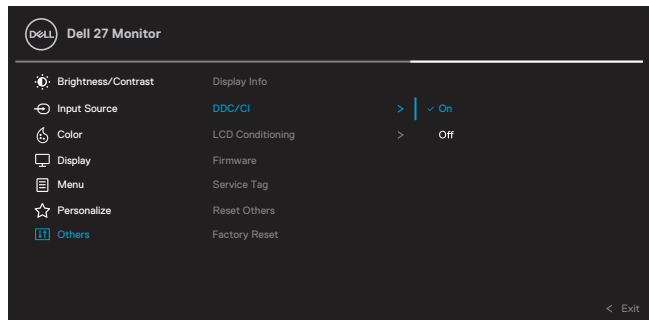 DELL Dell 27 Monitor
Brightness/Contrast Display Info
Input Source DDC/CI > ✓ On
Color LCD Conditioning > Off
Display Firmware
Menu Service Tag
Personalize Reset Others
Others Factory Reset
< Exit